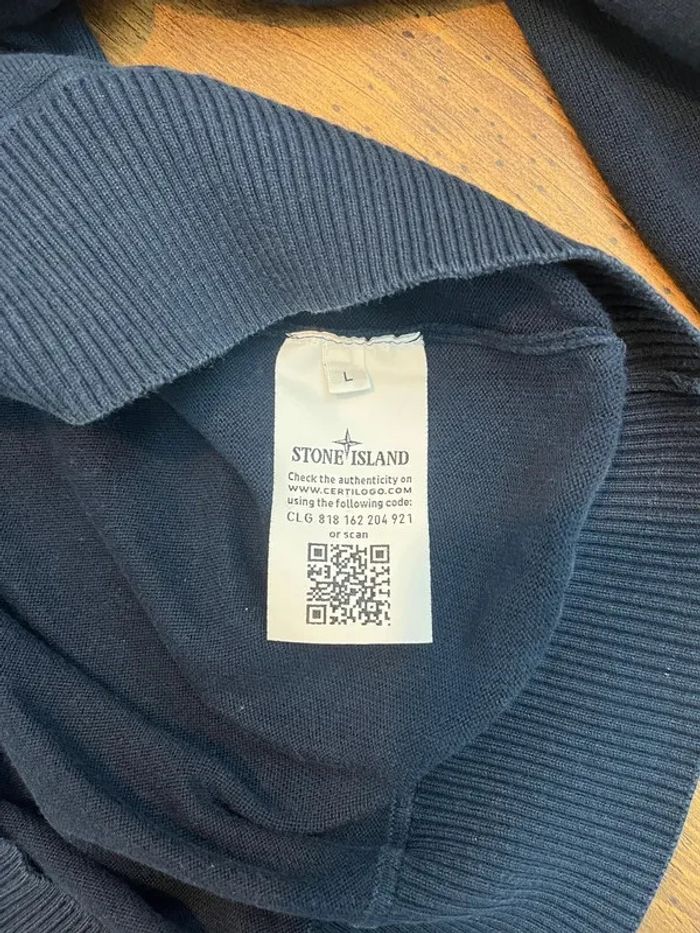 L
STONE ISLAND
Check the authenticity on
WWW.CERTILOGO.COM
using the following code:
CLG 818 162 204 921
or scan